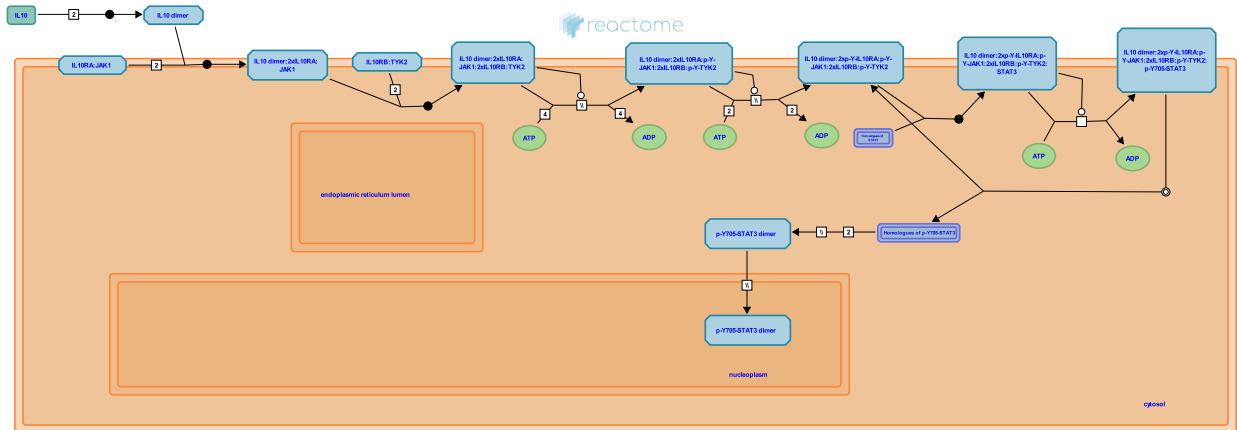 IL10
2
IL10 dimer
reactome
IL10RA:JAK1
2
IL10 dimer:2xIL10RA:
JAK1
IL10RB:TYK2
2
IL10 dimer:2xIL10RA:
JAK1:2xIL10RB:TYK2
4
\\
4
ATP
ADP
IL10 dimer:2xIL10RA:p-Y-
JAK1:2xIL10RB:p-Y-TYK2
2
\\
2
ATP
ADP
IL10 dimer:2xp-Y-IL10RA:p-Y-
JAK1:2xIL10RB:p-Y-TYK2
Homologues of
STAT3
IL10 dimer:2xp-Y-IL10RA:p-
Y-JAK1:2xIL10RB:p-Y-TYK2:
STAT3
ATP
ADP
IL10 dimer:2xp-Y-IL10RA:p-
Y-JAK1:2xIL10RB:p-Y-TYK2:
p-Y705-STAT3
endoplasmic reticulum lumen
p-Y705-STAT3 dimer
\\
2
Homologues of p-Y705-STAT3
\\
p-Y705-STAT3 dimer
nucleoplasm
cytosol